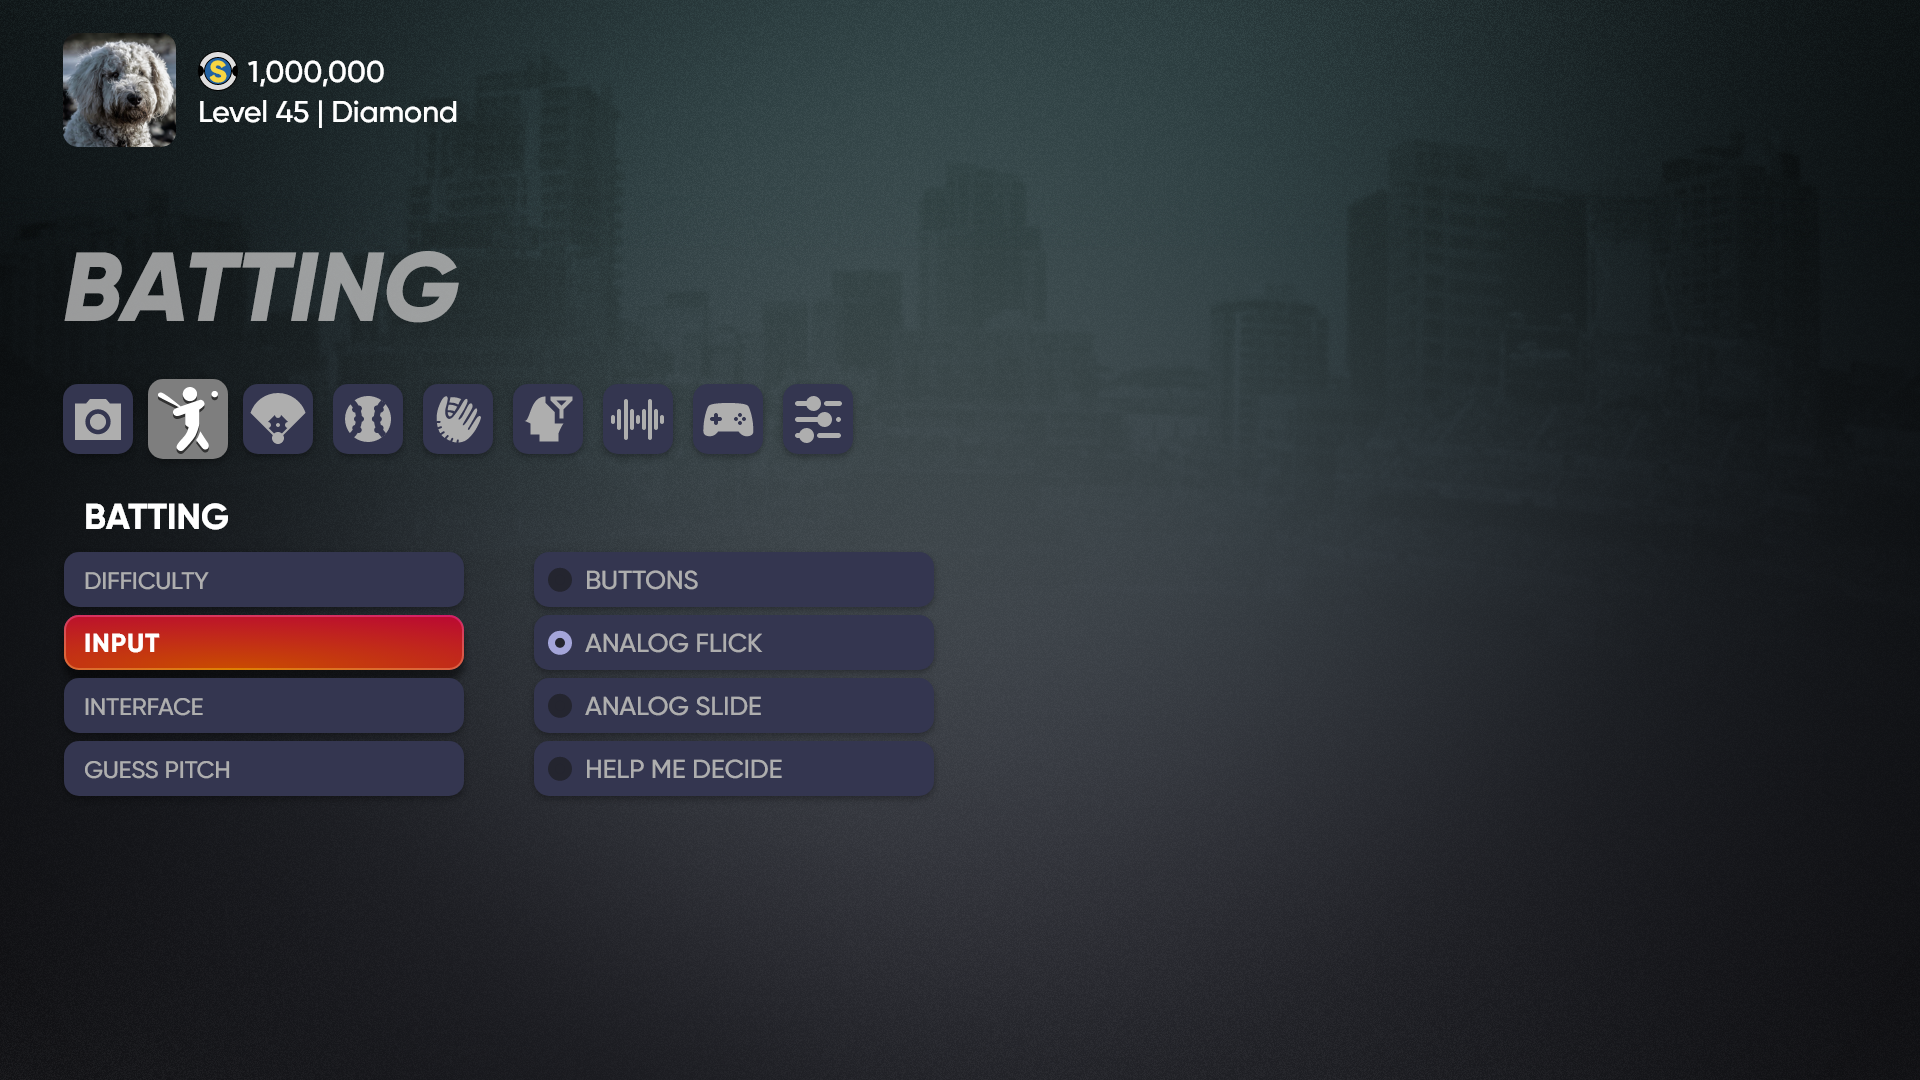 S 1,000,000
Level 45 | Diamond
BATTING
BATTING
DIFFICULTY
INPUT
INTERFACE
GUESS PITCH
BUTTONS
ANALOG FLICK
ANALOG SLIDE
HELP ME DECIDE